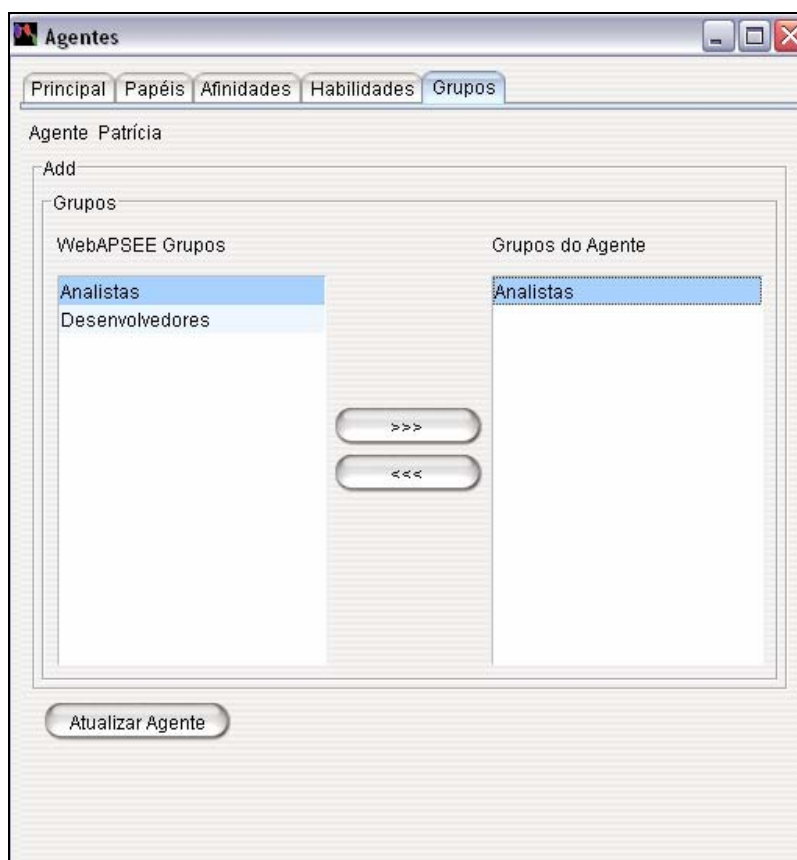 Agentes
Principal Papéis Afinidades Habilidades Grupos
Agente Patrícia
Add
Grupos
WebAPSEE Grupos Grupos do Agente
Analistas Analistas
Desenvolvedores
>>>
<<<
Atualizar Agente